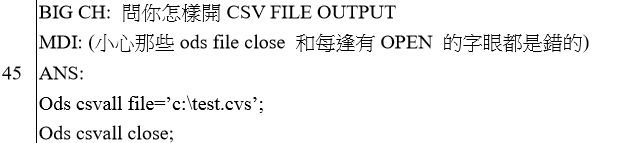 BIG CH: 問你怎樣開 CSV FILE OUTPUT
MDI: (小心那些 ods file close 和每逢有 OPEN 的字眼都是錯的)
45 ANS:
Ods csvall file=’c:\test.cvs’;
Ods csvall close;